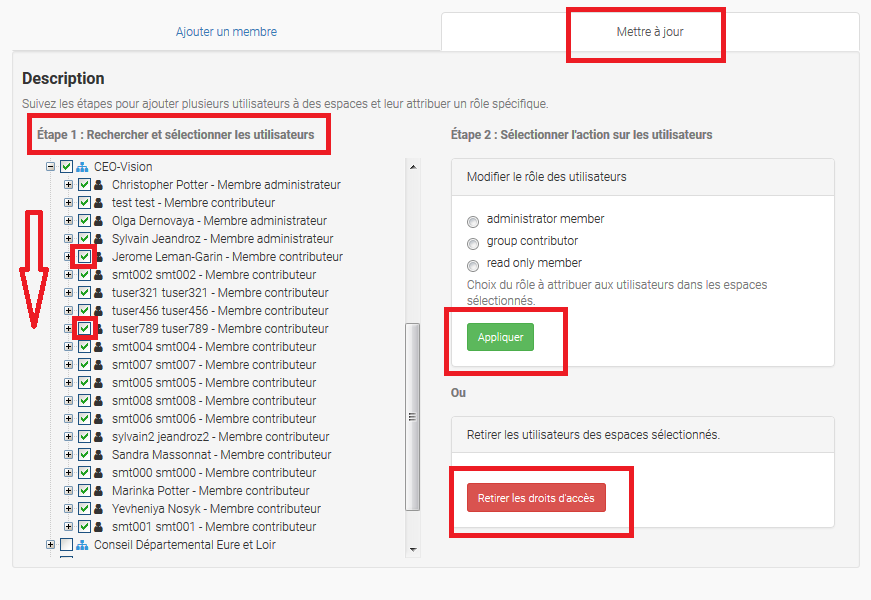 Ajouter un membre
Mettre à jour
Description
Suivez les étapes pour ajouter plusieurs utilisateurs à des espaces et leur attribuer un rôle spécifique.
Étape 1 : Rechercher et sélectionner les utilisateurs
CEO-Vision
Christopher Potter - Membre administrateur
test test - Membre contributeur
Olga Dernovaya - Membre administrateur
Sylvain Jeandroz - Membre administrateur
Jerome Leman-Garin - Membre contributeur
smt002 smt002 - Membre contributeur
tuser321 tuser321 - Membre contributeur
tuser456 tuser456 - Membre contributeur
tuser789 tuser789 - Membre contributeur
smt004 smt004 - Membre contributeur
smt007 smt007 - Membre contributeur
smt005 smt005 - Membre contributeur
smt008 smt008 - Membre contributeur
smt006 smt006 - Membre contributeur
sylvain2 jeandroz2 - Membre contributeur
Sandra Massonnat - Membre contributeur
smt000 smt000 - Membre contributeur
Marinka Potter - Membre contributeur
Yevheniya Nosyk - Membre contributeur
smt001 smt001 - Membre contributeur
Conseil Départemental Eure et Loir
Étape 2 : Sélectionner l'action sur les utilisateurs
Modifier le rôle des utilisateurs
administrator member
group contributor
read only member
Choix du rôle à attribuer aux utilisateurs dans les espaces
sélectionnés.
Appliquer
Ou
Retirer les utilisateurs des espaces sélectionnés.
Retirer les droits d'accès